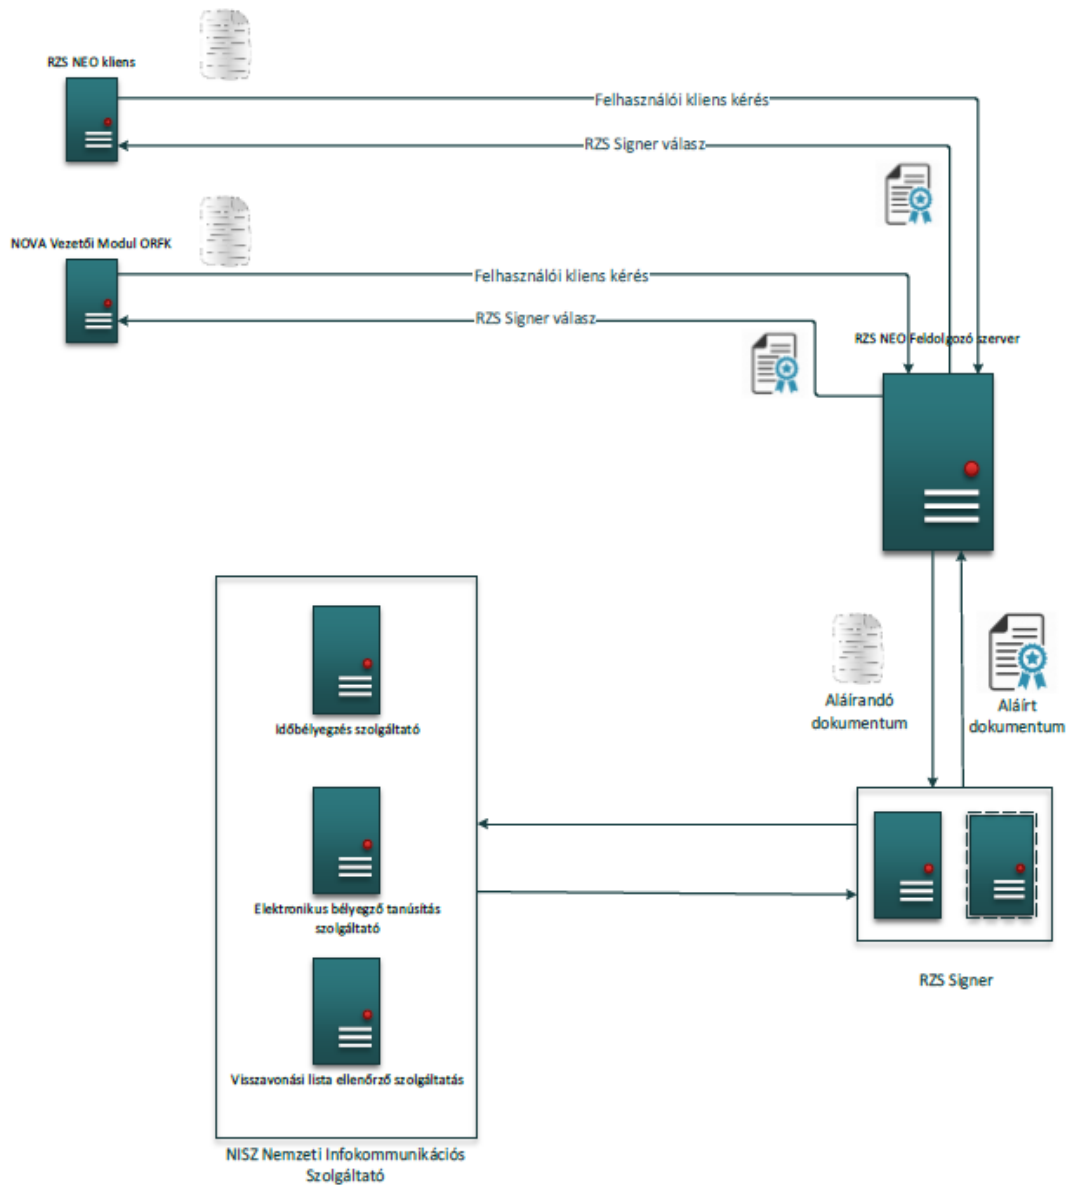 RZS NEO kliens
Felhasználói kliens kérés
RZS Signer válasz
NOVA Vezetői Modul ORFK
Felhasználói kliens kérés
RZS Signer válasz
RZS NEO Feldolgozó szerver
Időbélyegzés szolgáltató
Aláírandó
dokumentum
Aláírt
dokumentum
Elektronikus bélyegző tanúsítás
szolgáltató
RZS Signer
Visszavonási lista ellenőrző szolgáltatás
NISZ Nemzeti Infokommunikációs
Szolgáltató